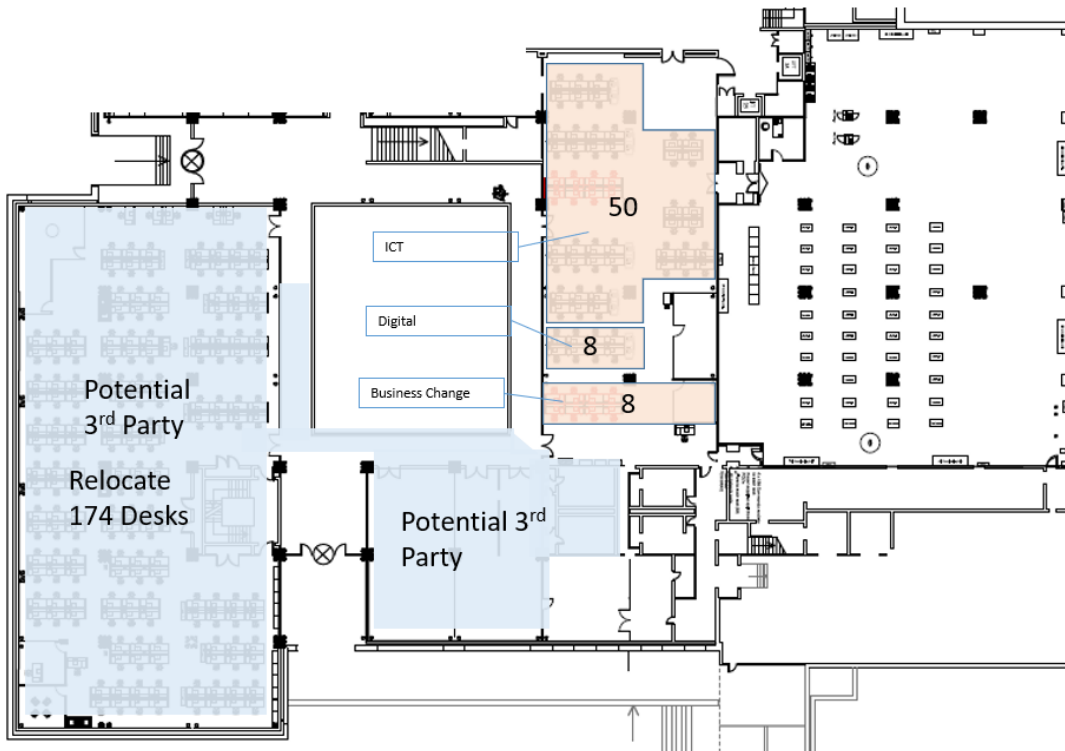 50
ICT
Digital
8
Business Change
8
Potential
3rd Party
Relocate
174 Desks
Potential 3rd
Party